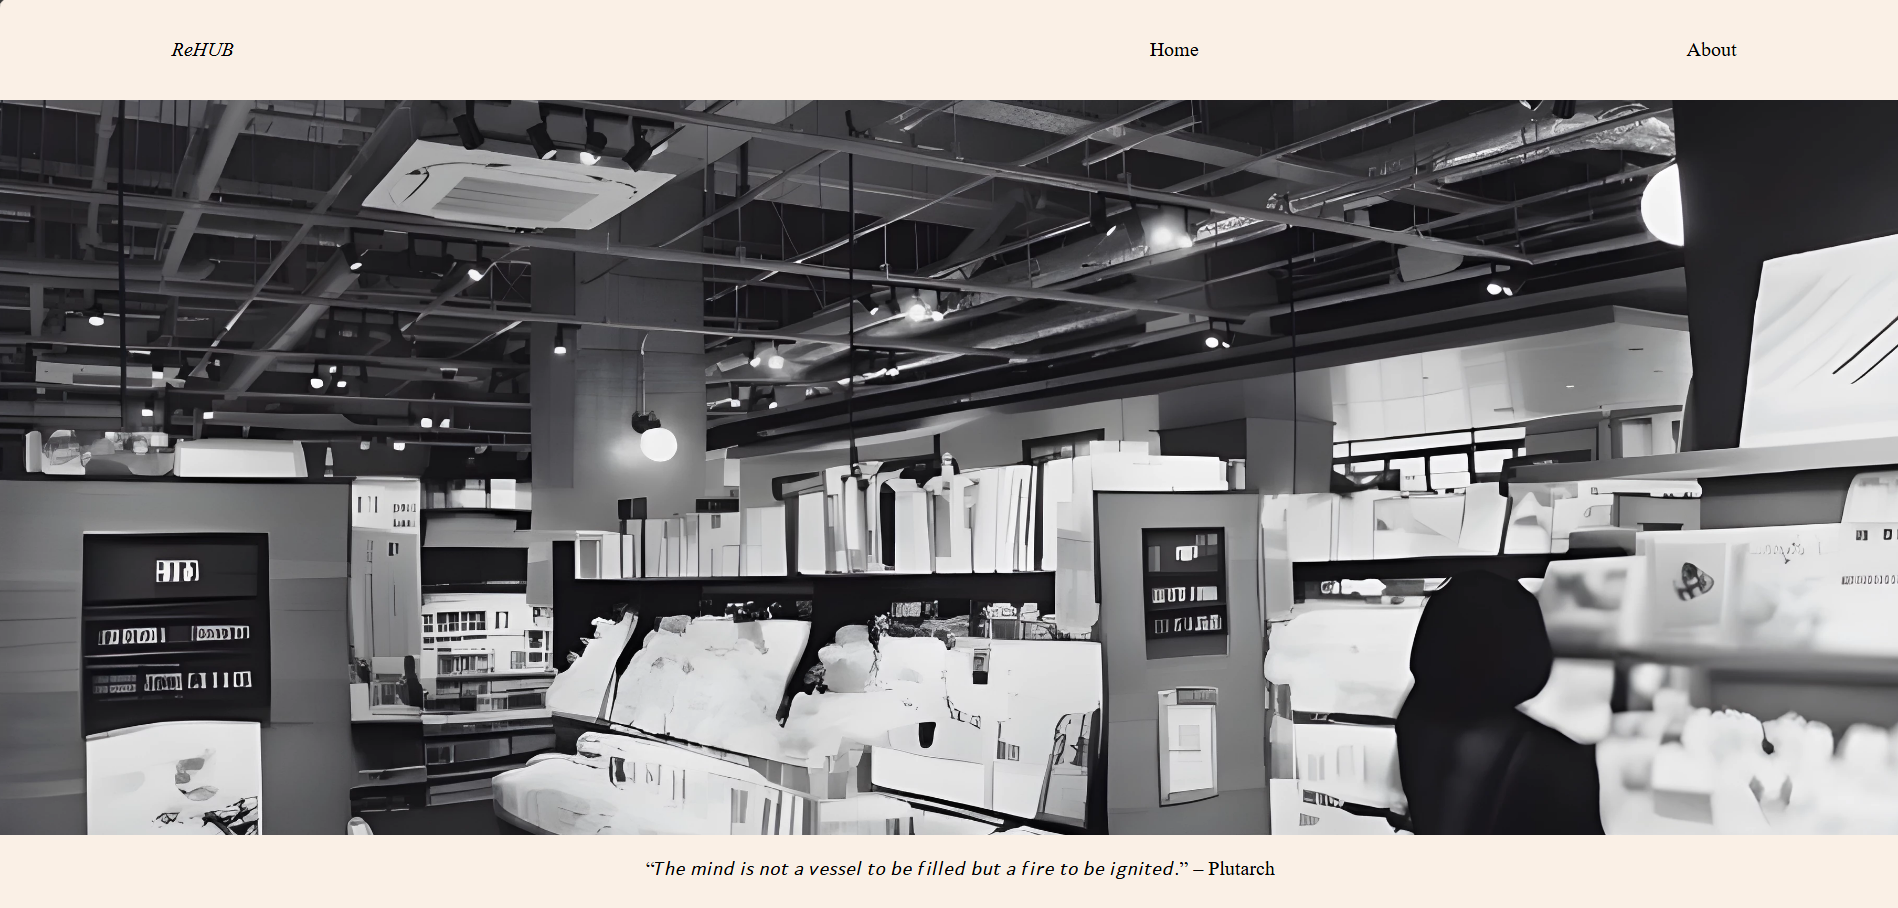 ReHUB
Home
About
“The mind is not a vessel to be filled but a fire to be ignited.” – Plutarch